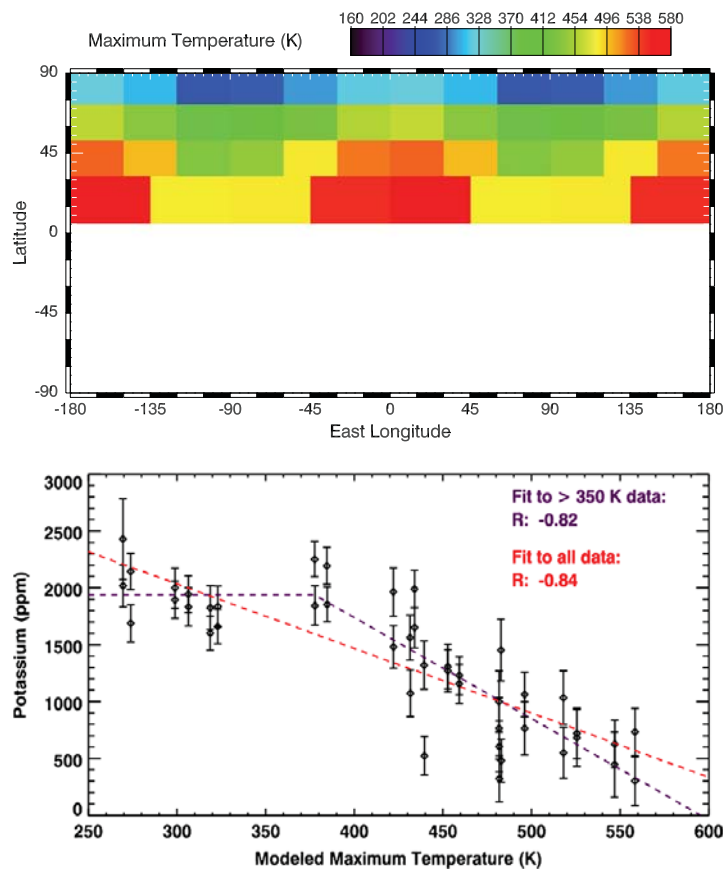 Maximum Temperature (K)
160 202 244 286 328 370 412 454 496 538 580
90
45
0
-45
-90
Latitude
-180 -135 -90 -45 0 45 90 135 180
East Longitude
3000
2500
2000
1500
1000
500
0
Potassium (ppm)
Fit to > 350 K data:
R: -0.82
Fit to all data:
R: -0.84
250 300 350 400 450 500 550 600
Modeled Maximum Temperature (K)